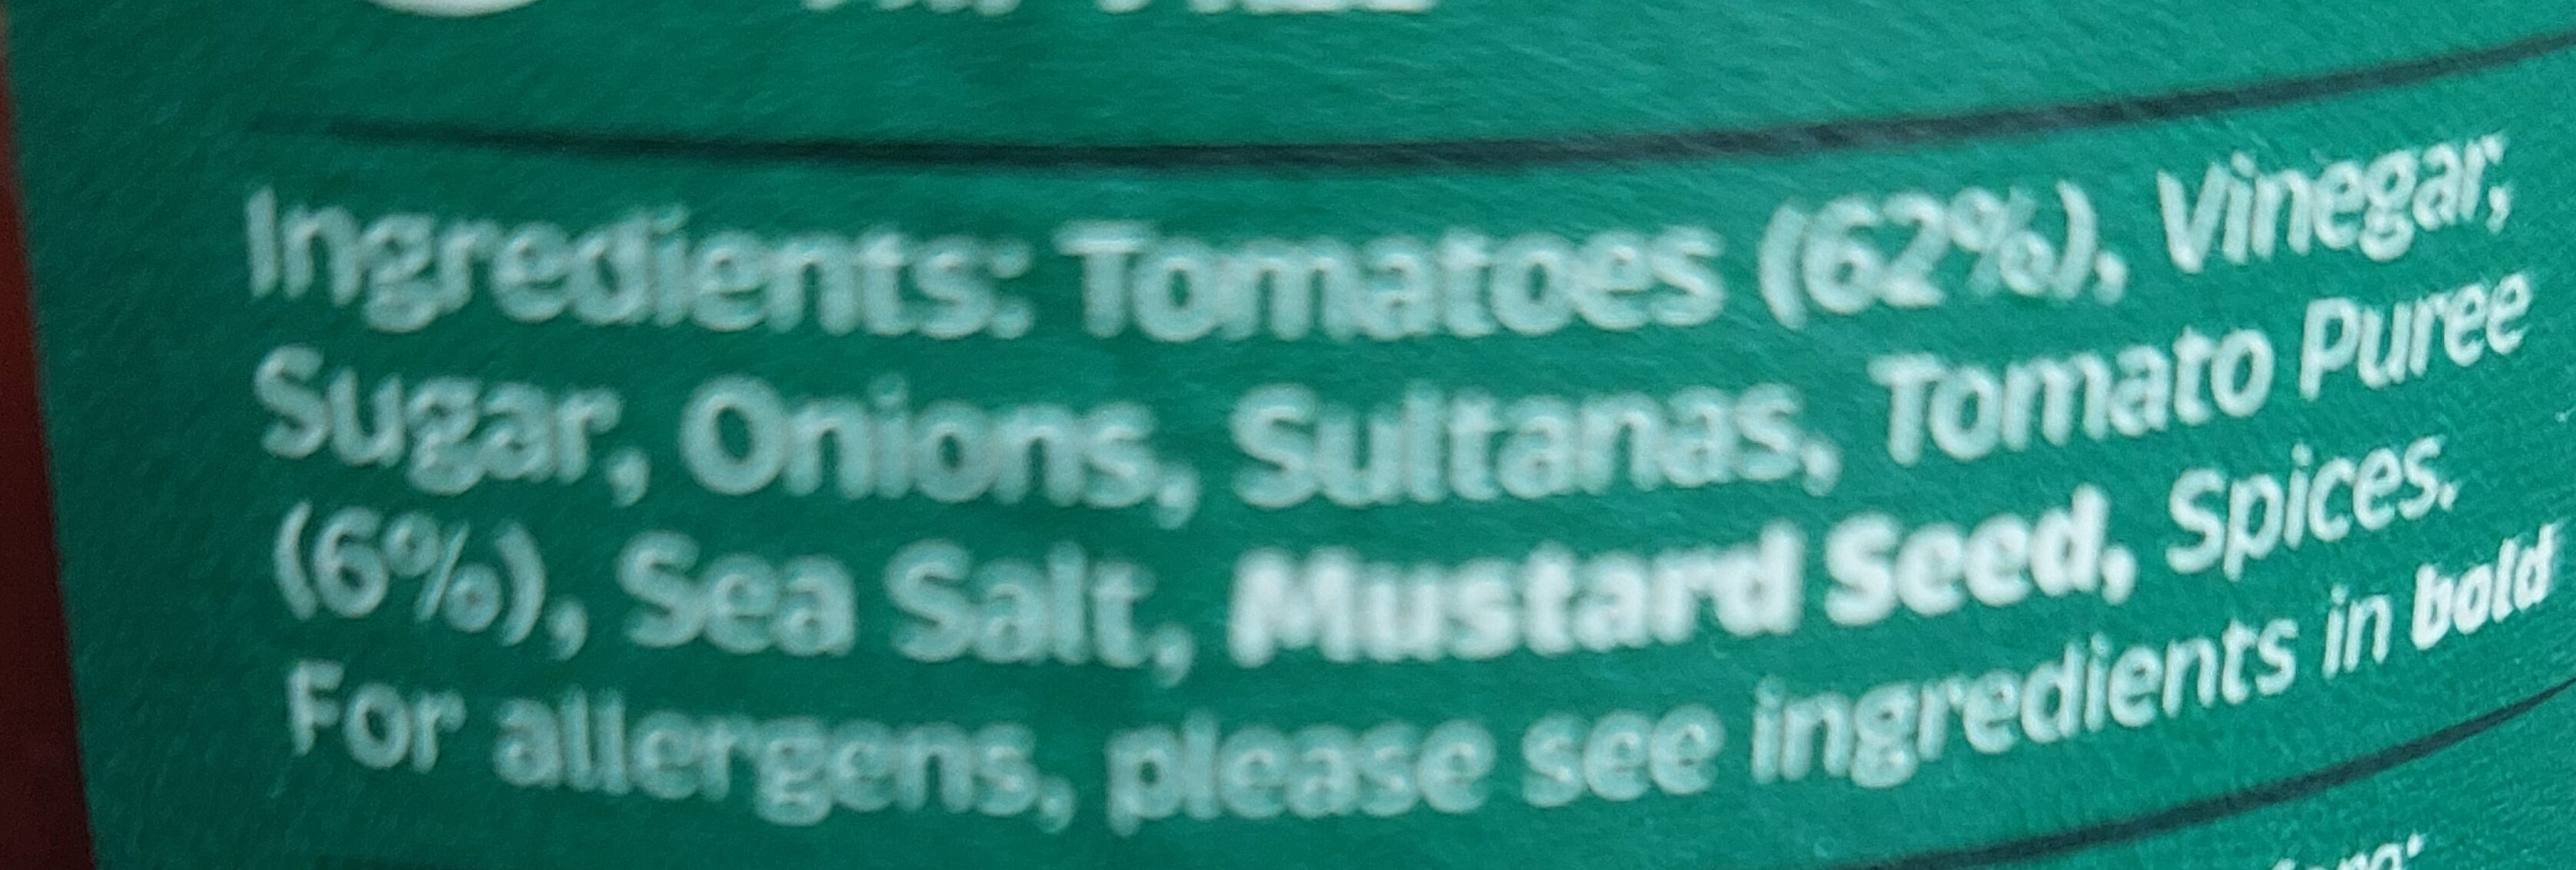 Ingredients: Tomatoes (62%), Vinegar,
Sugar, Onions, Sultanas, Tomato Puree
(6%), Sea Salt, Mustard Seed, Spices.
For allergens, please see ingredients in bold